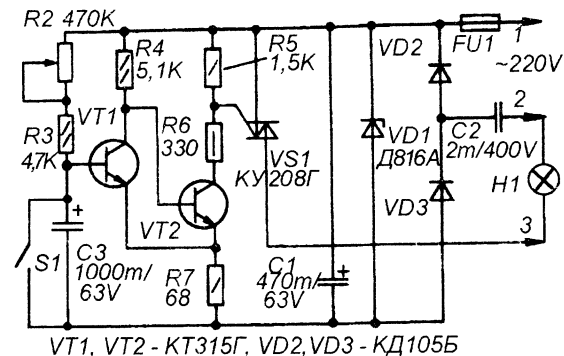 R2 470K
R4
5,1K
R5
1,5K
VD2
FU1
1
~220V
R3
4,7K
VT1
R6
330
VS1
КУ208Г
VD1
Д816А
C2
2m/400V
2
H1
VT2
VD3
3
S1
C3
1000m/
63V
R7
68
C1
470m/
63V
+
+
VT1, VT2 - КТ315Г, VD2,VD3 - КД105Б